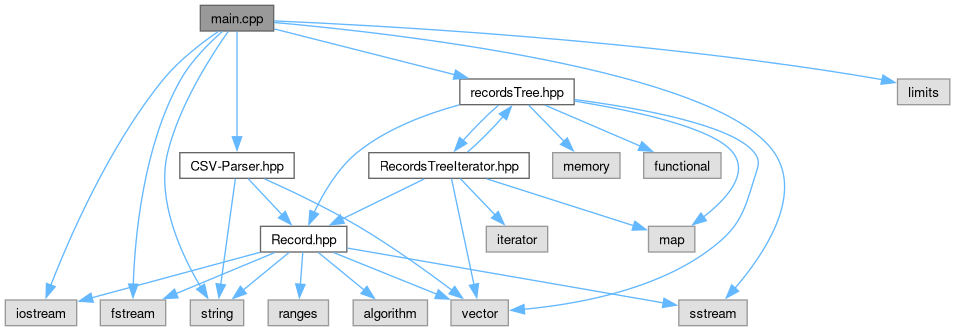 main.cpp
recordsTree.hpp
limits
CSV-Parser.hpp
RecordsTreeIterator.hpp
memory
functional
Record.hpp
iterator
map
iostream
fstream
string
ranges
algorithm
vector
sstream